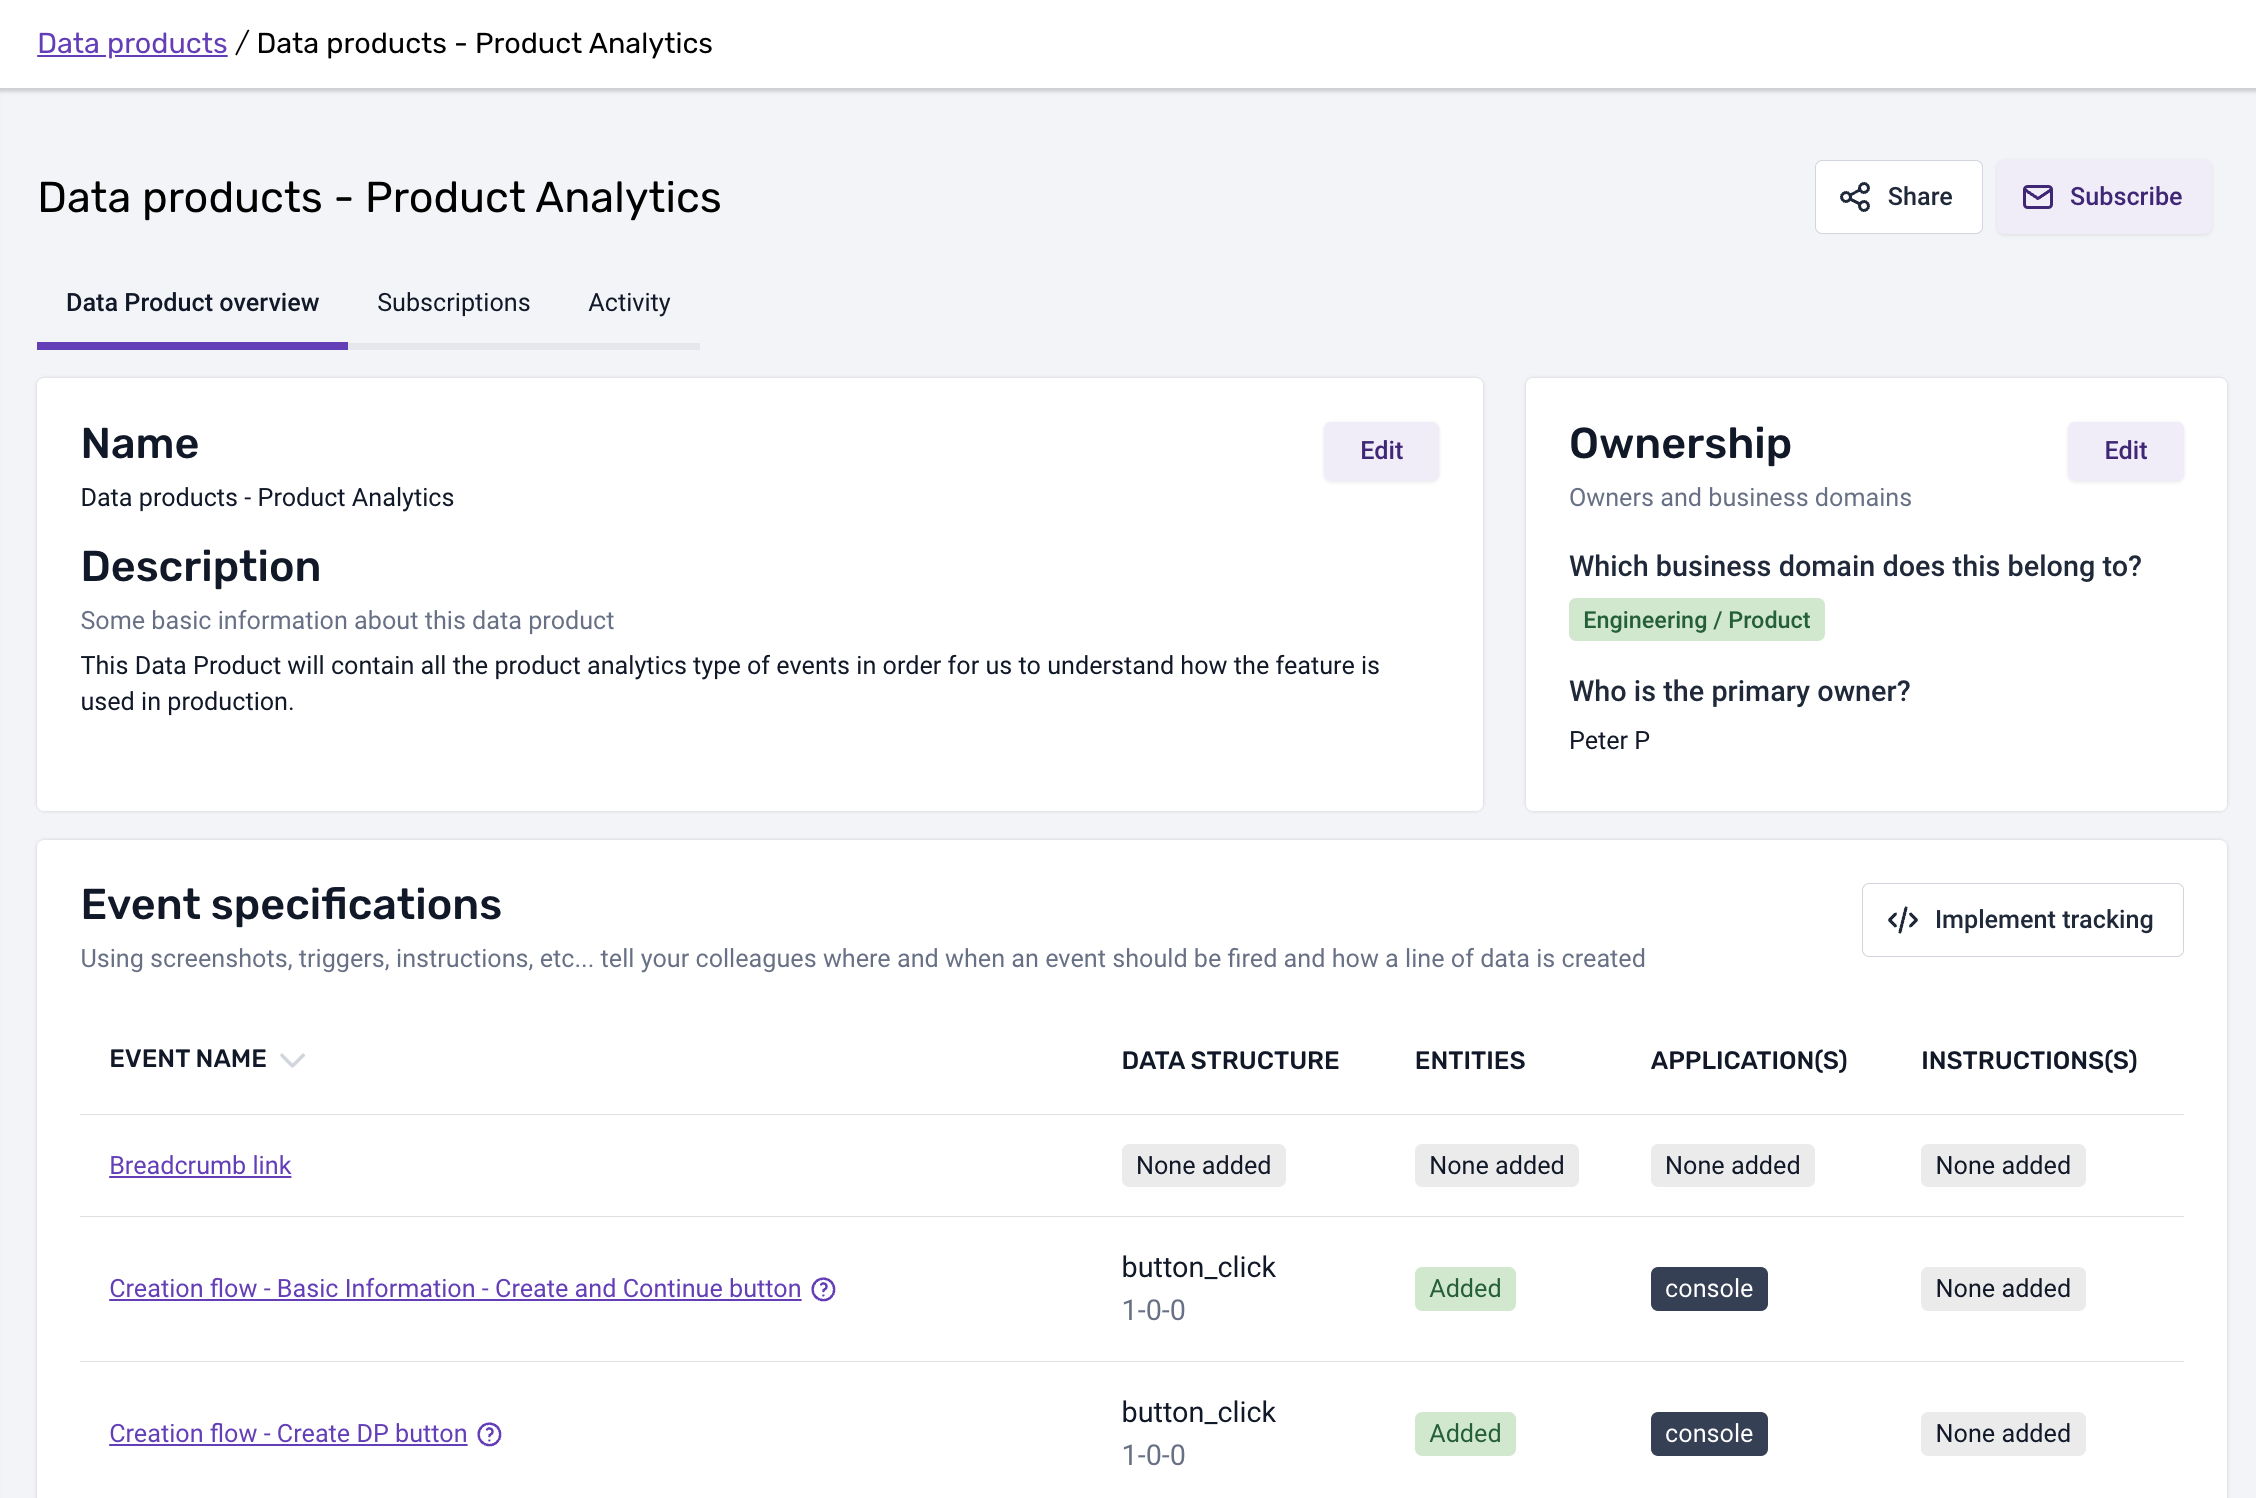 Data products / Data products - Product Analytics
Data products - Product Analytics
Share
Subscribe
Data Product overview
Subscriptions
Activity
Name
Edit
Data products - Product Analytics
Description
Some basic information about this data product
This Data Product will contain all the product analytics type of events in order for us to understand how the feature is
used in production.
Ownership
Edit
Owners and business domains
Which business domain does this belong to?
Engineering / Product
Who is the primary owner?
Peter P
Event specifications
Implement tracking
Using screenshots, triggers, instructions, etc... tell your colleagues where and when an event should be fired and how a line of data is created
EVENT NAME DATA STRUCTURE ENTITIES APPLICATION(S) INSTRUCTIONS(S)
Breadcrumb link None added None added None added None added
Creation flow - Basic Information - Create and Continue button button_click Added console None added
1-0-0
Creation flow - Create DP button button_click Added console None added
1-0-0